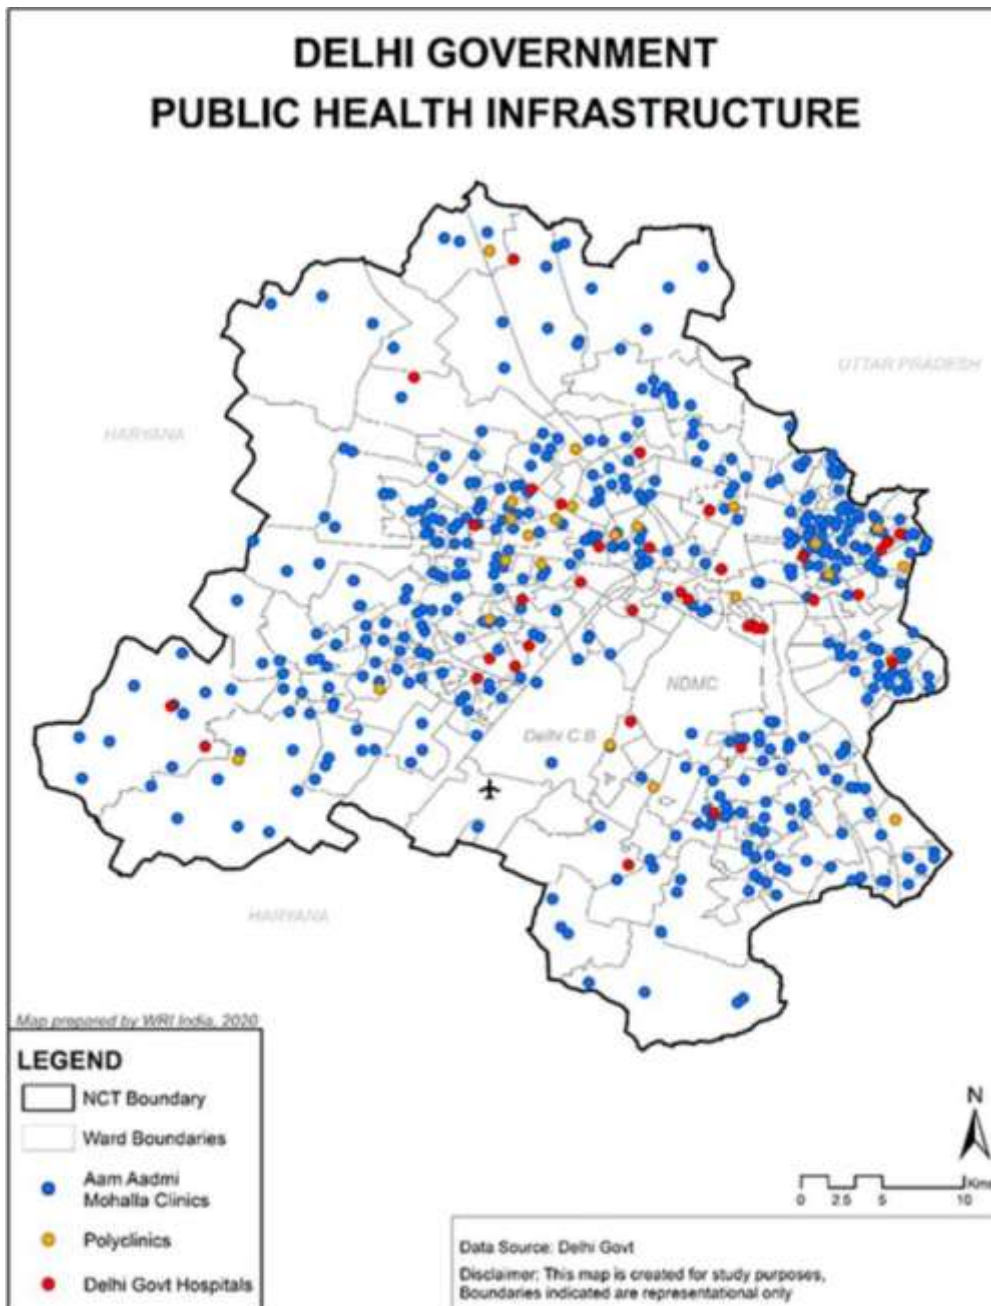 DELHI GOVERNMENT
PUBLIC HEALTH INFRASTRUCTURE
UTTAR PRADESH
HARYANA
NDMC
Delhi C.B
HARYANA
Map prepared by WRI India, 2020
LEGEND
NCT Boundary
Ward Boundaries
Aam Aadmi
Mohalla Clinics
Polyclinics
Delhi Govt Hospitals
N
Kms
0 2.5 5 10
Data Source: Delhi Govt
Disclaimer: This map is created for study purposes,
Boundaries indicated are representational only